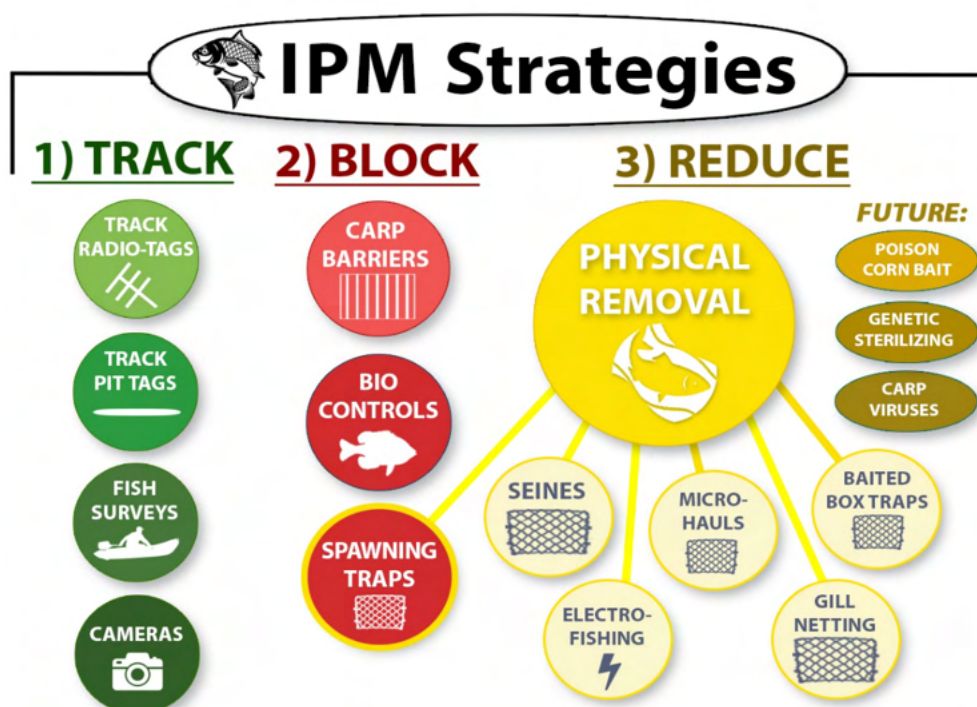 IPM Strategies
1) TRACK
TRACK
RADIO-TAGS
TRACK
PIT TAGS
FISH
SURVEYS
CAMERAS
2) BLOCK
CARP
BARRIERS
BIO
CONTROLS
SPAWNING
TRAPS
3) REDUCE
PHYSICAL
REMOVAL
SEINES
ELECTRO-
FISHING
MICRO-
HAULS
GILL
NETTING
BAITED
BOX TRAPS
FUTURE:
POISON
CORN BAIT
GENETIC
STERILIZING
CARP
VIRUSES